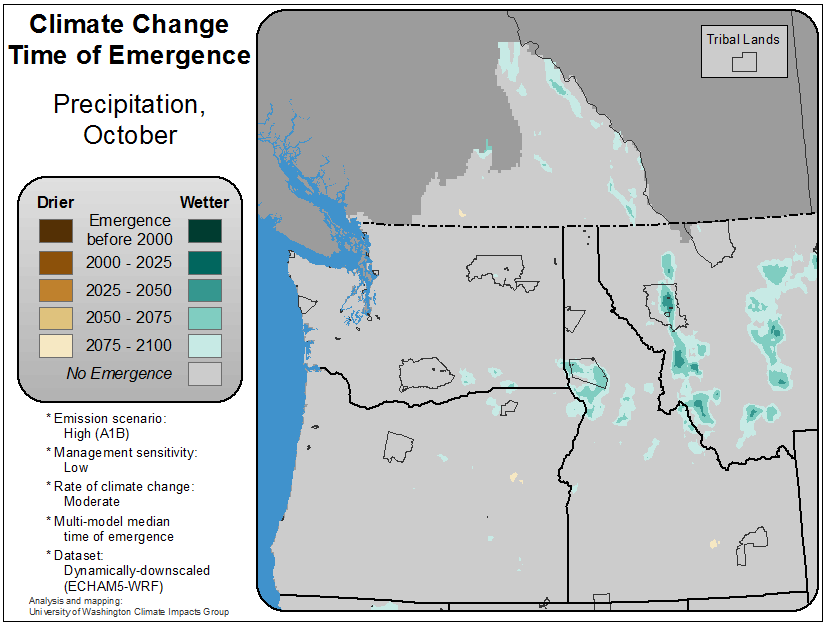 Climate Change
Time of Emergence
Precipitation,
October
Tribal Lands
Drier
Wetter
Emergence
before 2000
2000 - 2025
2025 - 2050
2050 - 2075
2075 - 2100
No Emergence
* Emission scenario:
High (A1B)
* Management sensitivity:
Low
* Rate of climate change:
Moderate
* Multi-model median
time of emergence
* Dataset:
Dynamically-downscaled
(ECHAM5-WRF)
Analysis and mapping:
University of Washington Climate Impacts Group